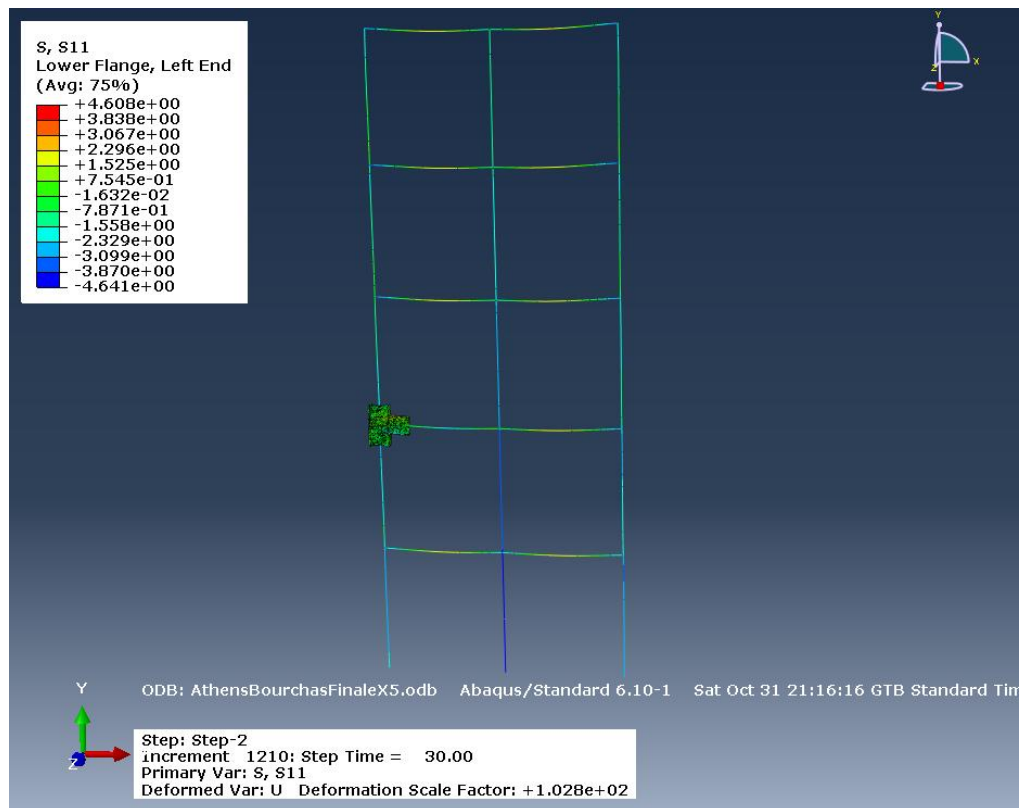 S, S11
Lower Flange, Left End
(Avg: 75%)
+4.608e+00
+3.838e+00
+3.067e+00
+2.296e+00
+1.525e+00
+7.545e-01
-1.632e-02
-7.871e-01
-1.558e+00
-2.329e+00
-3.099e+00
-3.870e+00
-4.641e+00
Y
X
Z
Y
Z
ODB: AthensBourchasFinaleX5.odb Abaqus/Standard 6.10-1 Sat Oct 31 21:16:16 GTB Standard Tim
Step: Step-2
Increment 1210: Step Time = 30.00
Primary Var: S, S11
Deformed Var: U Deformation Scale Factor: +1.028e+02